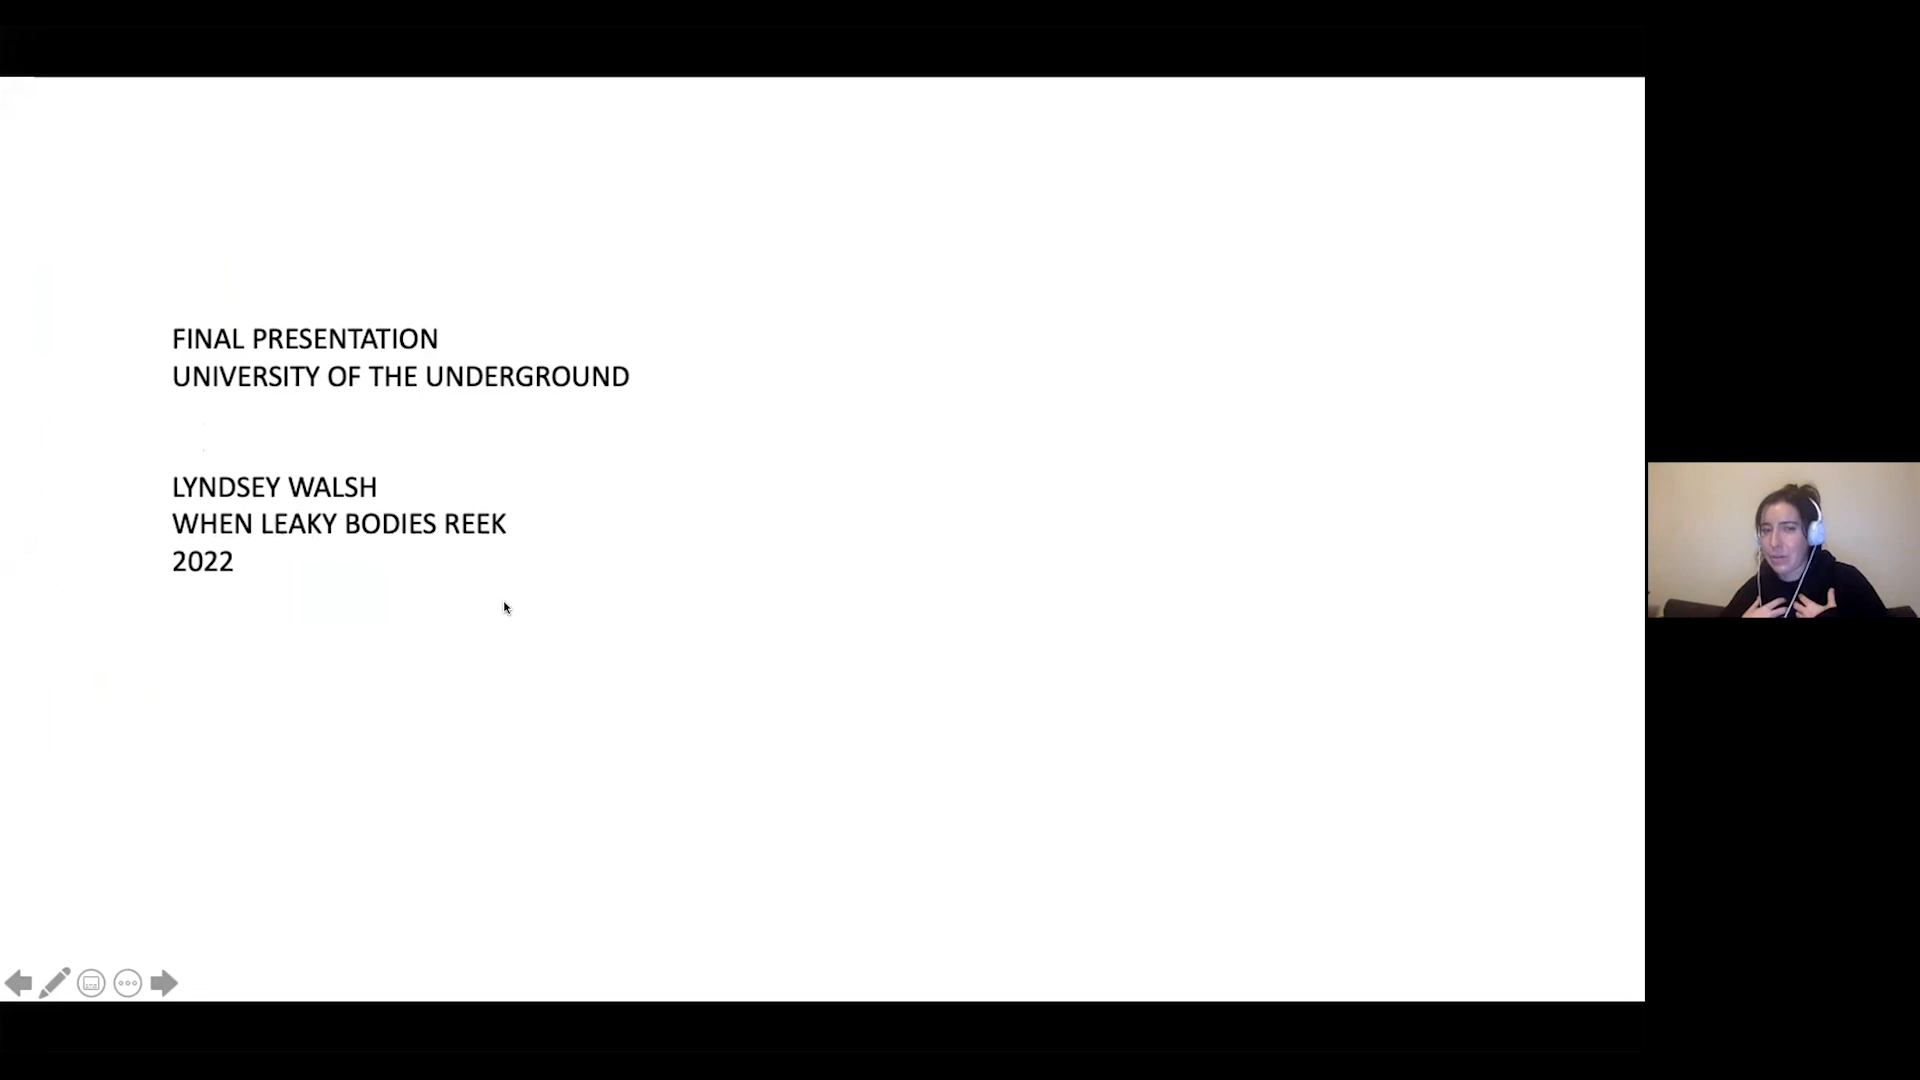 FINAL PRESENTATION
UNIVERSITY OF THE UNDERGROUND
LYNDSEY WALSH
WHEN LEAKY BODIES REEK
2022